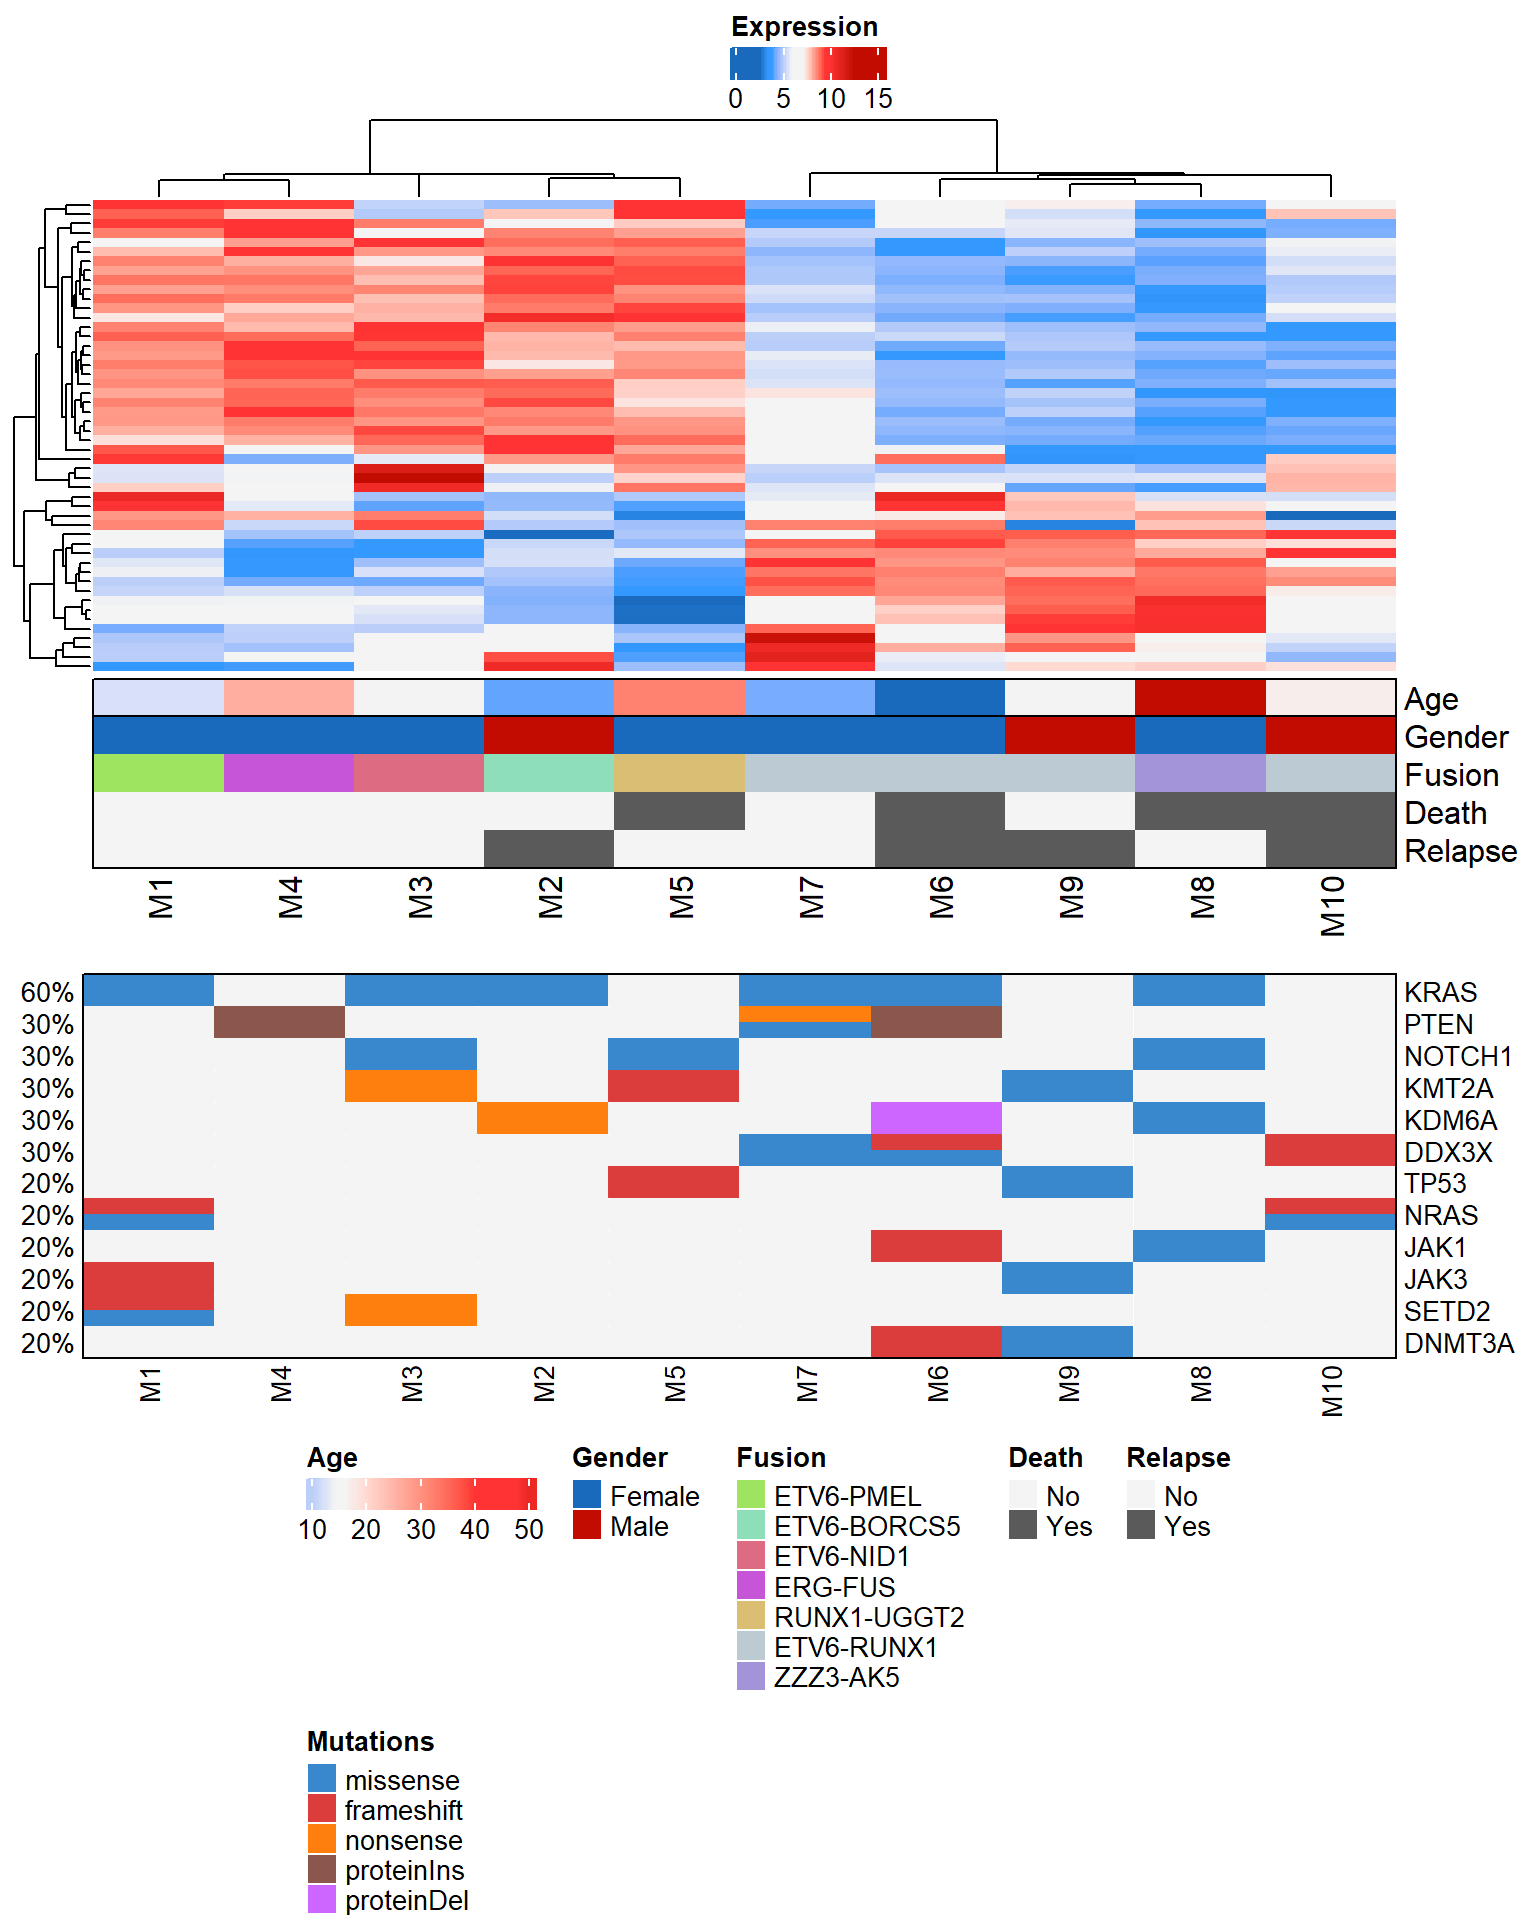 Expression
0 5 10 15
Age
Gender
Fusion
Death
Relapse
M1 M4 M3 M2 M5 M7 M6 M9 M8 M10
60% KRAS
30% PTEN
30% NOTCH1
30% KMT2A
30% KDM6A
30% DDX3X
20% TP53
20% NRAS
20% JAK1
20% JAK3
20% SETD2
20% DNMT3A
M1 M4 M3 M2 M5 M7 M6 M9 M8 M10
Age
10 20 30 40 50
Gender
Female
Male
Fusion
ETV6-PMEL
ETV6-BORCS5
ETV6-NID1
ERG-FUS
RUNX1-UGGT2
ETV6-RUNX1
ZZZ3-AK5
Death
No
Yes
Relapse
No
Yes
Mutations
missense
frameshift
nonsense
proteinIns
proteinDel